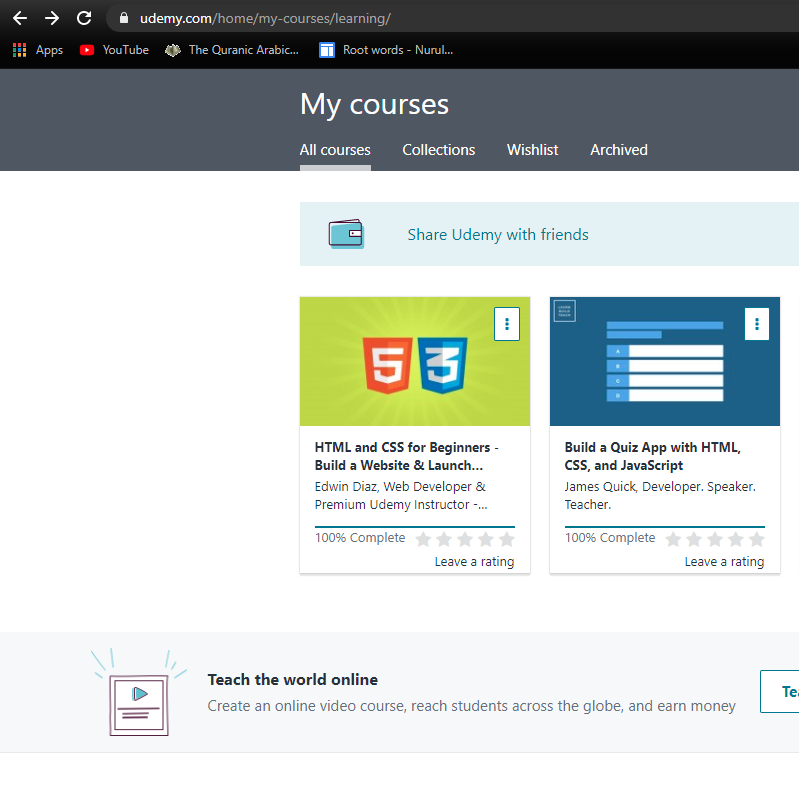 udemy.com/home/my-courses/learning/
Apps YouTube The Quranic Arabic... Root words - Nurul...
My courses
All courses Collections Wishlist Archived
Share Udemy with friends
5 3
A
B
C
D
HTML and CSS for Beginners -
Build a Website & Launch...
Edwin Diaz, Web Developer &
Premium Udemy Instructor -...
100% Complete
Leave a rating
LEARN
BUILD
TEACH
Build a Quiz App with HTML,
CSS, and JavaScript
James Quick, Developer. Speaker.
Teacher.
100% Complete
Leave a rating
Teach the world online
Create an online video course, reach students across the globe, and earn money
Tea